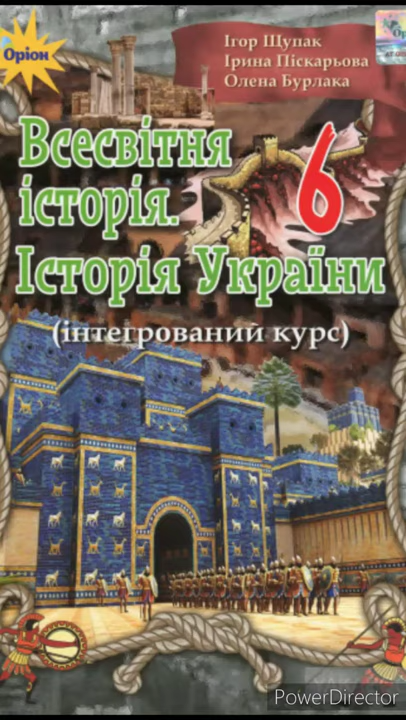 Оріон
Ігор Щупак
Ірина Піскарьова
Олена Бурлака
Всесвітня
історія.
6
Історія України
(інтегрований курс)
PowerDirector